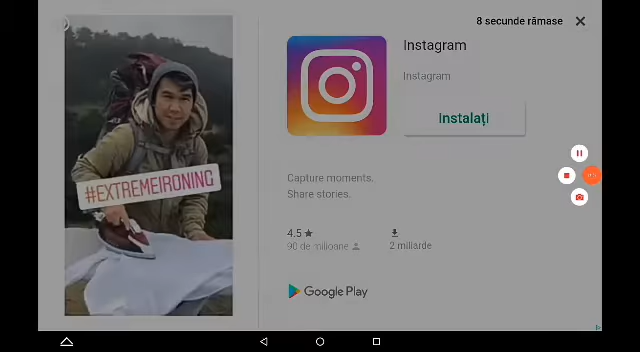 8 secunde rămase
Instagram
Instagram
Instalați
#EXTREMEIRONING
Capture moments.
Share stories.
4.5
90 de milioane
2 miliarde
Google Play